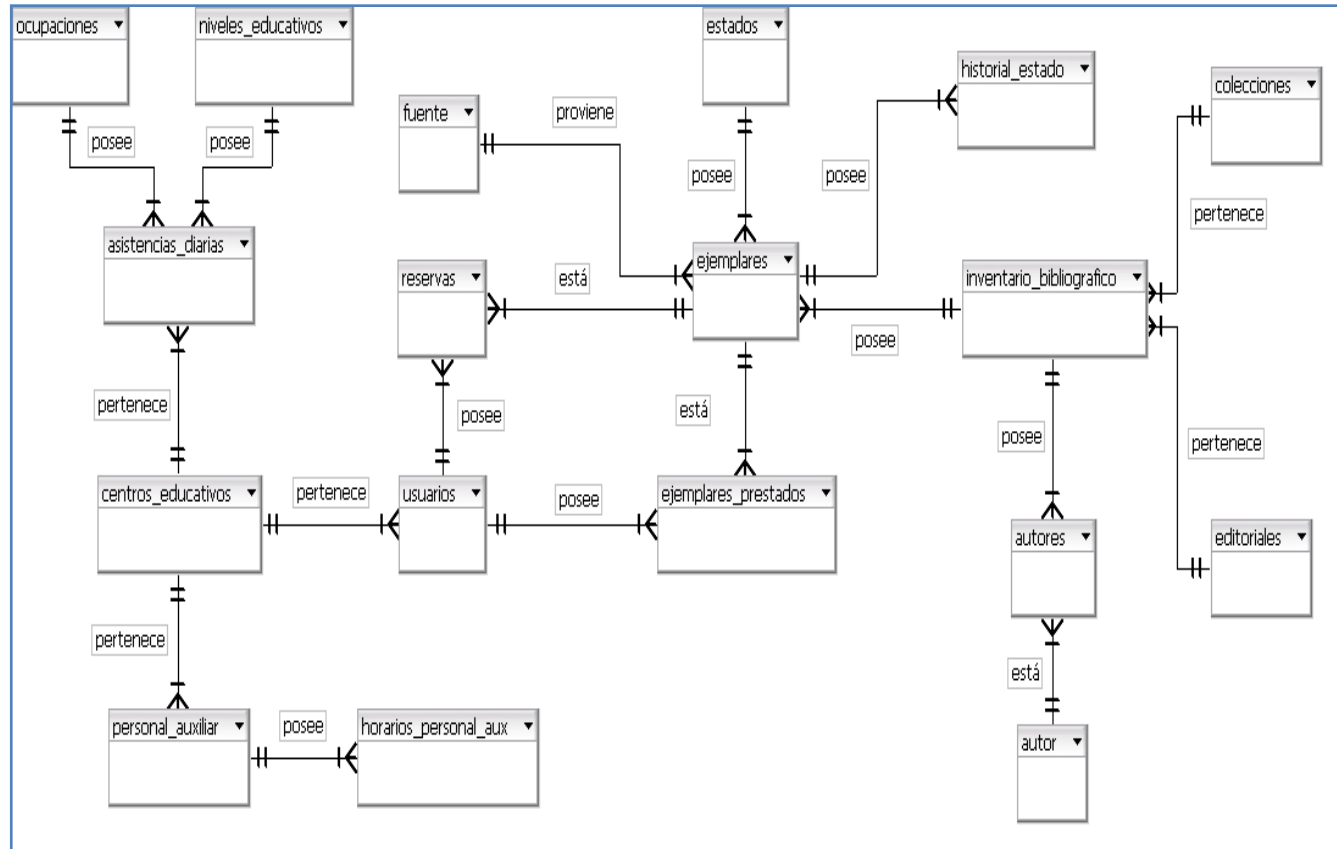 ocupaciones
niveles_educativos
estados
historial_estado
colecciones
fuente
proviene
posee
posee
posee
posee
pertenece
asistencias_diarias
reservas
está
ejemplares
inventario_bibliografico
posee
pertenece
posee
está
posee
pertenece
centros_educativos
pertenece
usuarios
posee
ejemplares_prestados
autores
editoriales
pertenece
está
personal_auxiliar
posee
horarios_personal_aux
autor